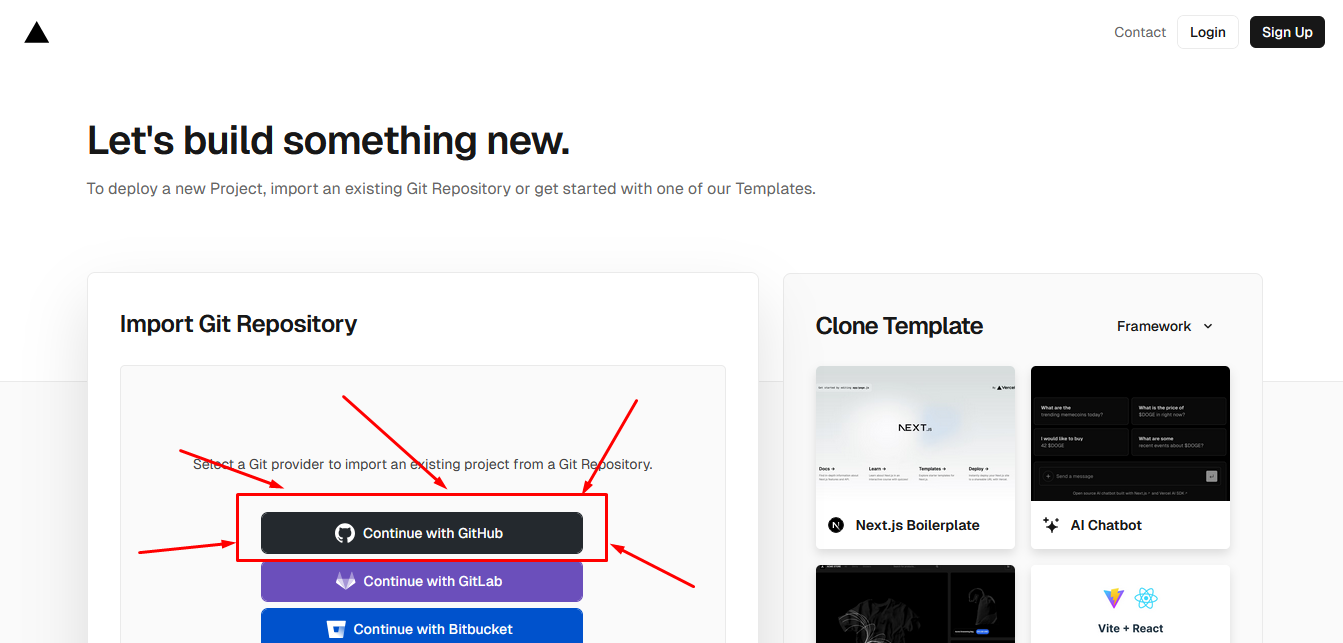 Contact
Login
Sign Up
Let's build something new.
To deploy a new Project, import an existing Git Repository or get started with one of our Templates.
Import Git Repository
Select a Git provider to import an existing project from a Git Repository.
Continue with GitHub
Continue with GitLab
Continue with Bitbucket
Clone Template
Framework
NEXT.JS
Docs →
Learn →
Templates →
Deploy →
N
Next.js Boilerplate
What are the
trending memecoins today?
What is the price of
$DOGE in right now?
I would like to buy
42 $DOGE
What are some
recent events about $DOGE?
Send a message
AI Chatbot
Vite + React